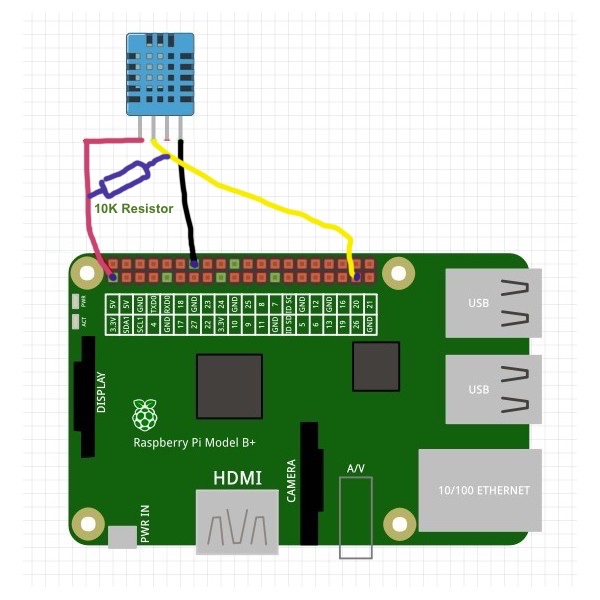 10K Resistor
PWR
5V 5V GND TXD0 RXD0 18 GND 23 24 GND 25 8 7 ID SC GND 12 GND 16 20 21
ACT
3.3V SDA1 SCL1 4 GND 17 27 22 3.3V 10 9 11 GND ID SD 5 6 13 19 26 GND
USB
DISPLAY
USB
Raspberry Pi Model B+
HDMI
CAMERA
A/V
10/100 ETHERNET
PWR IN